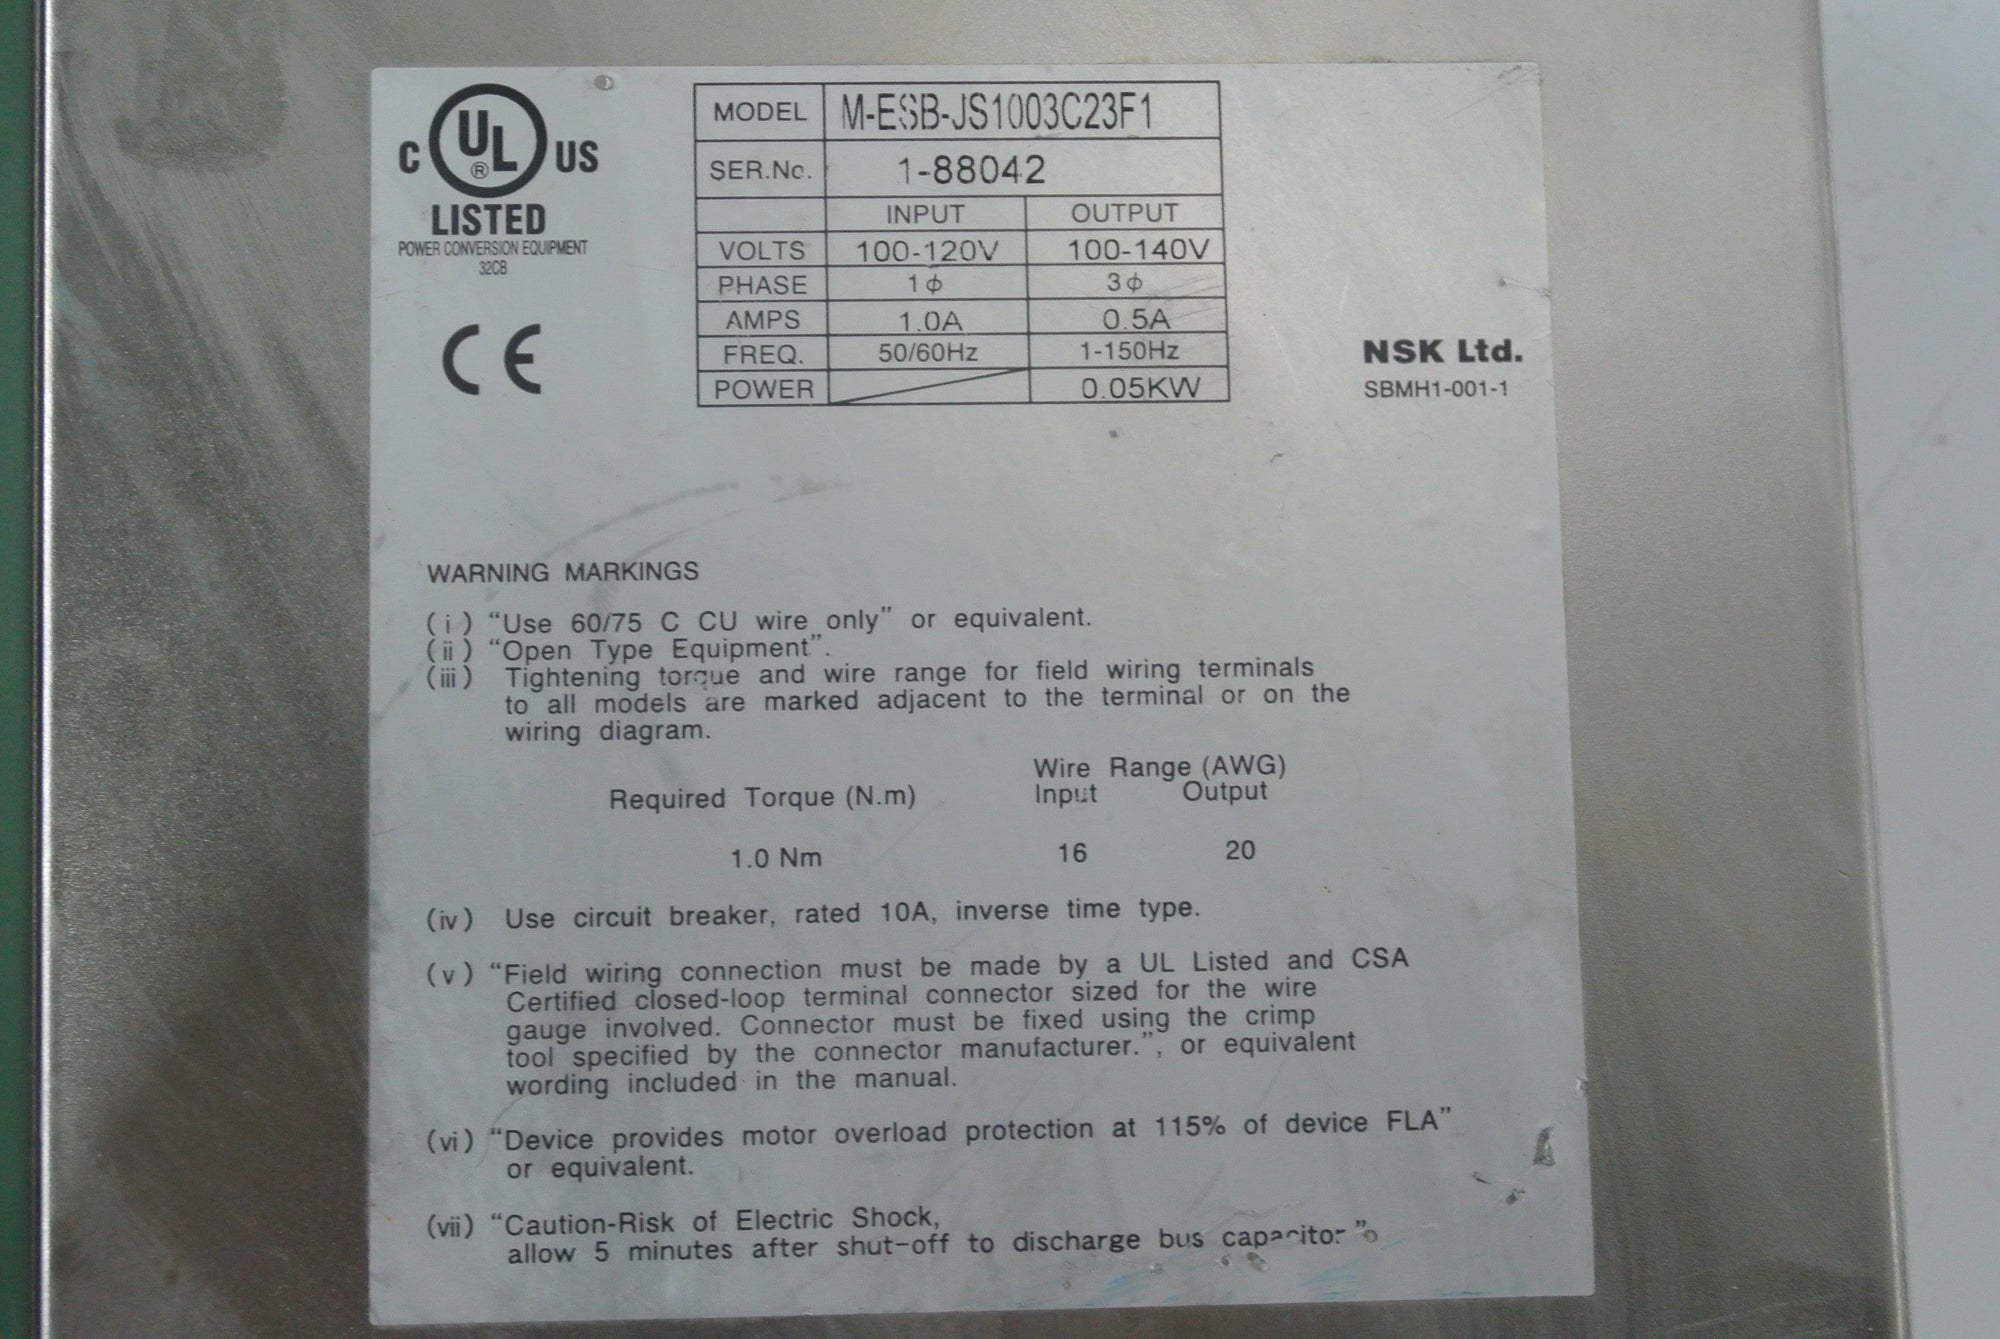 C UL ® US
LISTED
POWER CONVERSION EQUIPMENT
32CB
CE
MODEL M-ESB-JS1003C23F1
SER.No. 1-88042
INPUT OUTPUT
VOLTS 100-120V 100-140V
PHASE 1ϕ 3ϕ
AMPS 1.0A 0.5A
FREQ. 50/60Hz 1-150Hz
POWER 0.05KW
NSK Ltd.
SBMH1-001-1
WARNING MARKINGS
(i) “Use 60/75 C CU wire only” or equivalent.
(ii) “Open Type Equipment”.
(iii) Tightening torque and wire range for field wiring terminals
to all models are marked adjacent to the terminal or on the
wiring diagram.
Wire Range (AWG)
Required Torque (N.m) Input Output
1.0 Nm 16 20
(iv) Use circuit breaker, rated 10A, inverse time type.
(v) “Field wiring connection must be made by a UL Listed and CSA
Certified closed-loop terminal connector sized for the wire
gauge involved. Connector must be fixed using the crimp
tool specified by the connector manufacturer.”, or equivalent
wording included in the manual.
(vi) “Device provides motor overload protection at 115% of device FLA”
or equivalent.
(vii) “Caution-Risk of Electric Shock,
allow 5 minutes after shut-off to discharge bus capacitor”